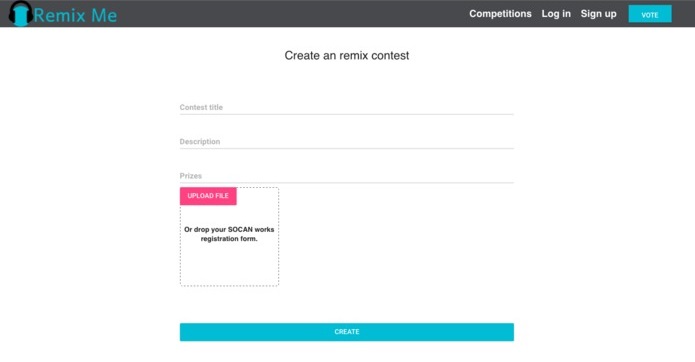 Remix Me
Competitions Log in Sign up VOTE
Create an remix contest
Contest title
Description
Prizes
UPLOAD FILE
Or drop your SOCAN works
registration form.
CREATE